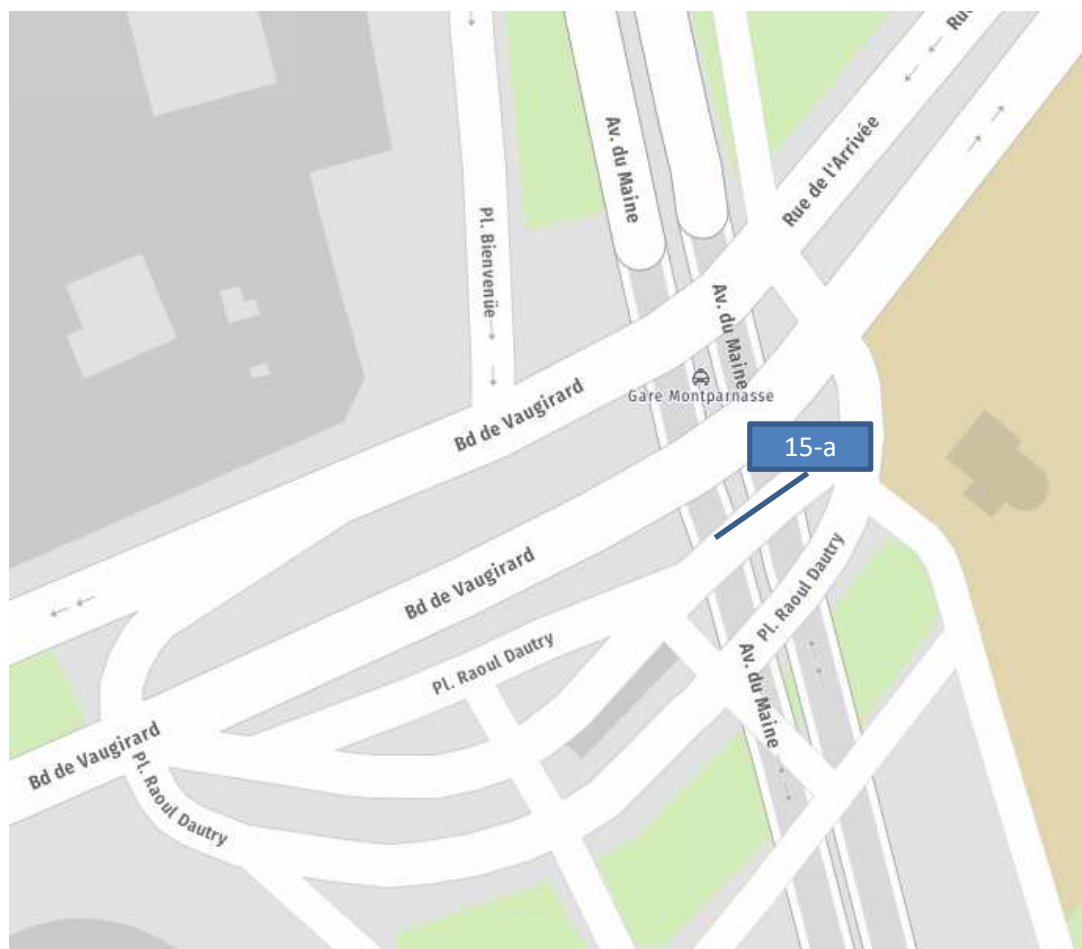 Rue
Av. du Maine
Rue de l'Arrivée
Pl. Bienvenüe
Av. du Maine
Gare Montparnasse
Bd de Vaugirard
15-a
Bd de Vaugirard
Pl. Raoul Dautry
Pl. Raoul Dautry
Av. du Maine
Bd de Vaugirard
Pl. Raoul Dautry